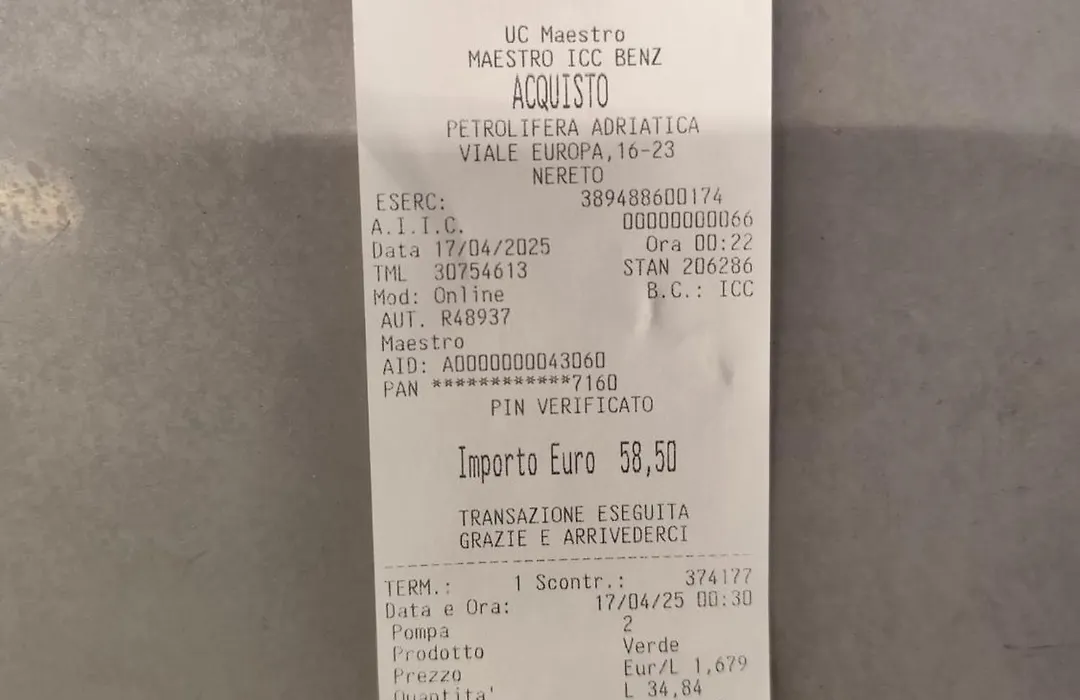 UC Maestro
MAESTRO ICC BENZ
ACQUISTO
PETROLIFERA ADRIATICA
VIALE EUROPA,16-23
NERETO
ESERC: 389488600174
A.I.I.C. 00000000066
Data 17/04/2025 Ora 00:22
TML 30754613 STAN 206286
Mod: Online B.C.: ICC
AUT. R48937
Maestro
AID: A0000000043060
PAN ************7160
PIN VERIFICATO
Importo Euro 58,50
TRANSAZIONE ESEGUITA
GRAZIE E ARRIVEDERCI
TERM.: 1 Scontr.: 374177
Data e Ora: 17/04/25 00:30
Pompa 2
Prodotto Verde
Prezzo Eur/L 1,679
Quantita' L 34,84